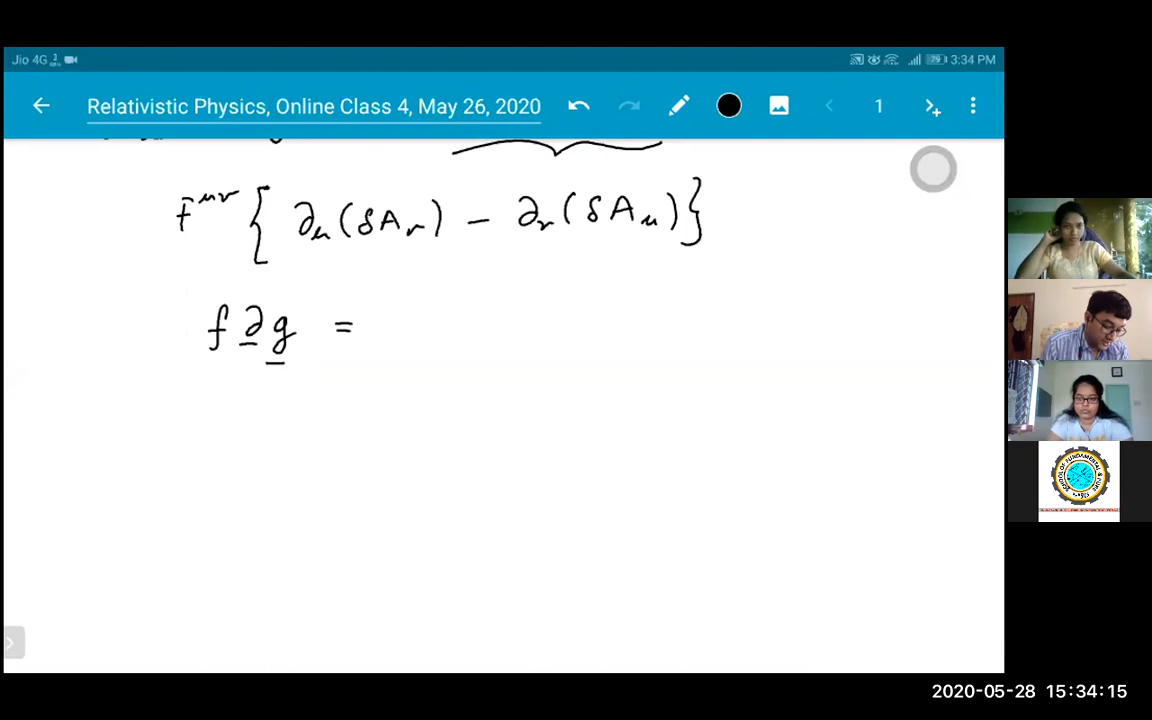 Jio 4G 3:34 PM
Relativistic Physics, Online Class 4, May 26, 2020 1
F^{μν} { ∂_μ (δA_ν) − ∂_ν (δA_μ) }
f ∂ g =
2020-05-28 15:34:15